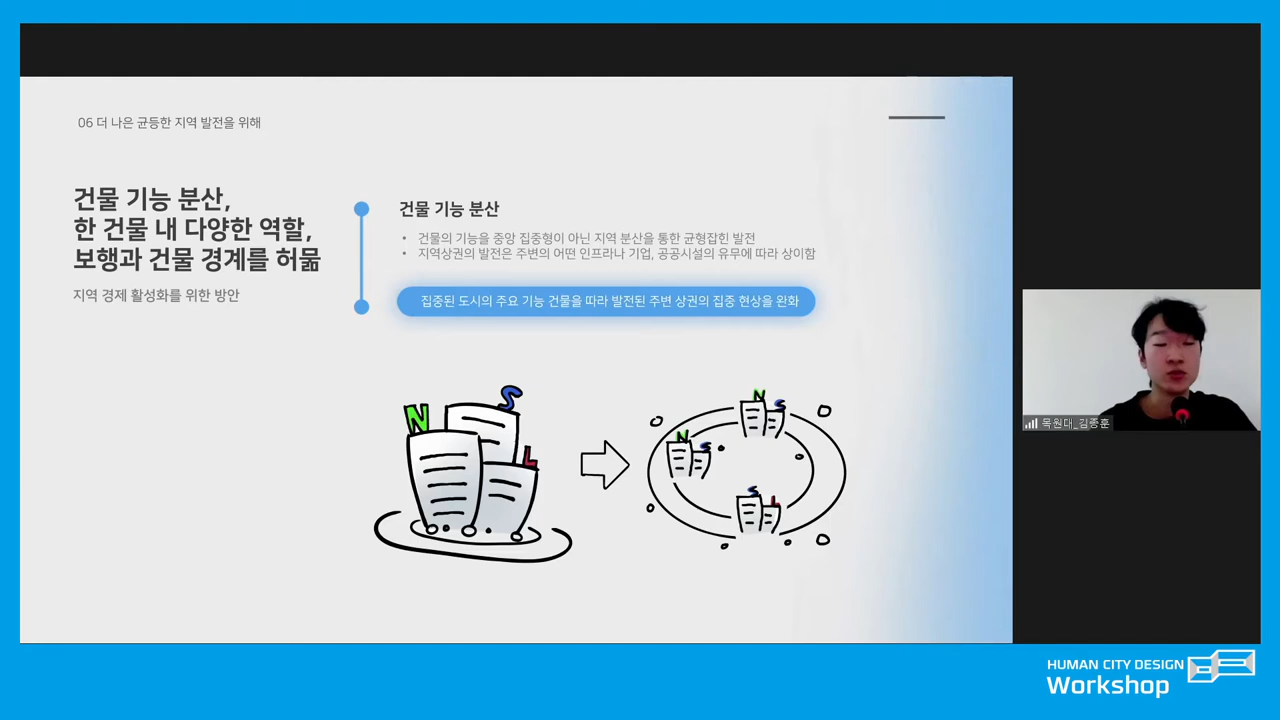 06 더 나은 균등한 지역 발전을 위해
건물 기능 분산,
한 건물 내 다양한 역할,
보행과 건물 경계를 허묾
지역 경제 활성화를 위한 방안
건물 기능 분산
• 건물의 기능을 중앙 집중형이 아닌 지역 분산을 통한 균형잡힌 발전
• 지역상권의 발전은 주변의 어떤 인프라나 기업, 공공시설의 유무에 따라 상이함
집중된 도시의 주요 기능 건물을 따라 발전된 주변 상권의 집중 현상을 완화
N S L
N S
N S
S L
목원대_김종훈
HUMAN CITY DESIGN
Workshop